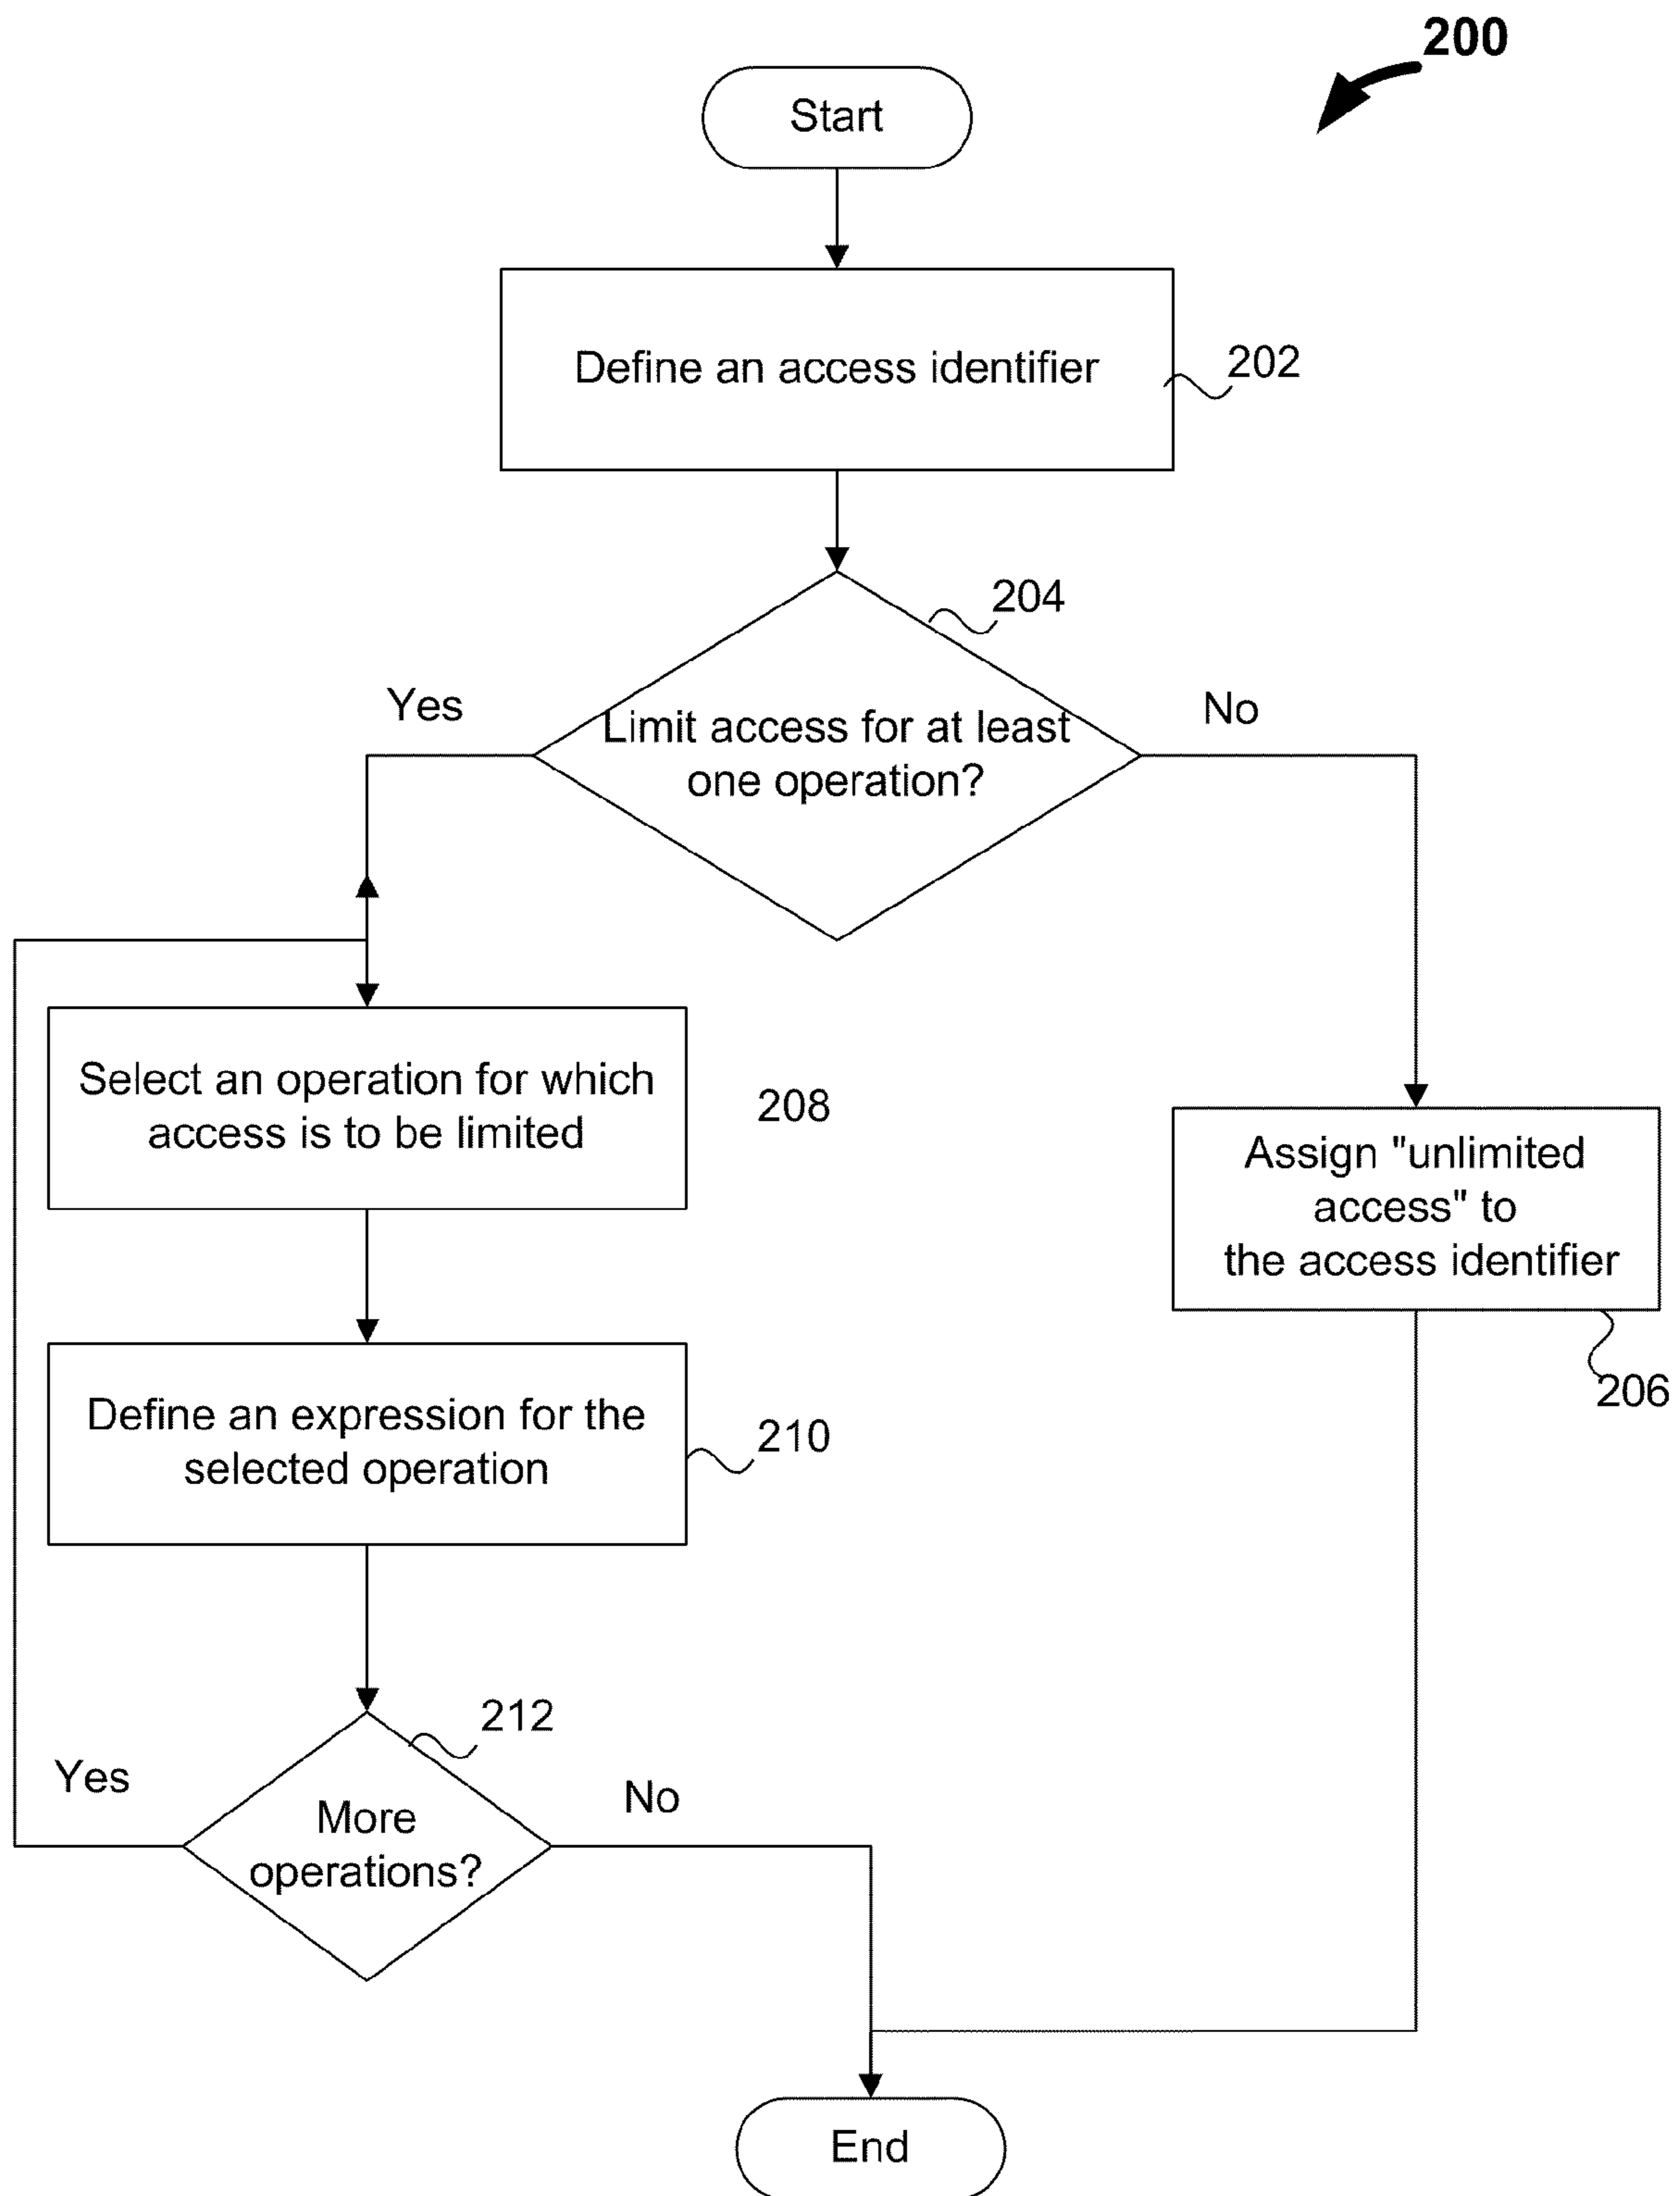 200
Start
Define an access identifier
202
204
Yes
Limit access for at least
one operation?
No
Select an operation for which
access is to be limited
208
Assign "unlimited
access" to
the access identifier
206
Define an expression for the
selected operation
210
212
Yes
More
operations?
No
End